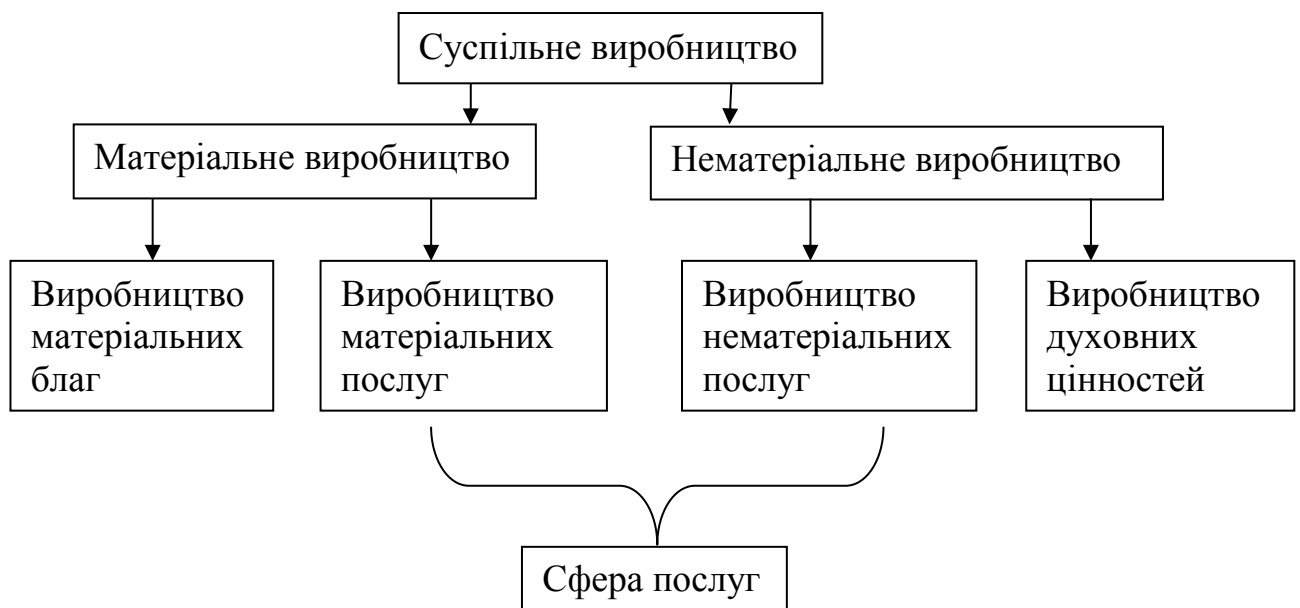 Суспільне виробництво
Матеріальне виробництво
Нематеріальне виробництво
Виробництво
матеріальних
благ
Виробництво
матеріальних
послуг
Виробництво
нематеріальних
послуг
Виробництво
духовних
цінностей
Сфера послуг